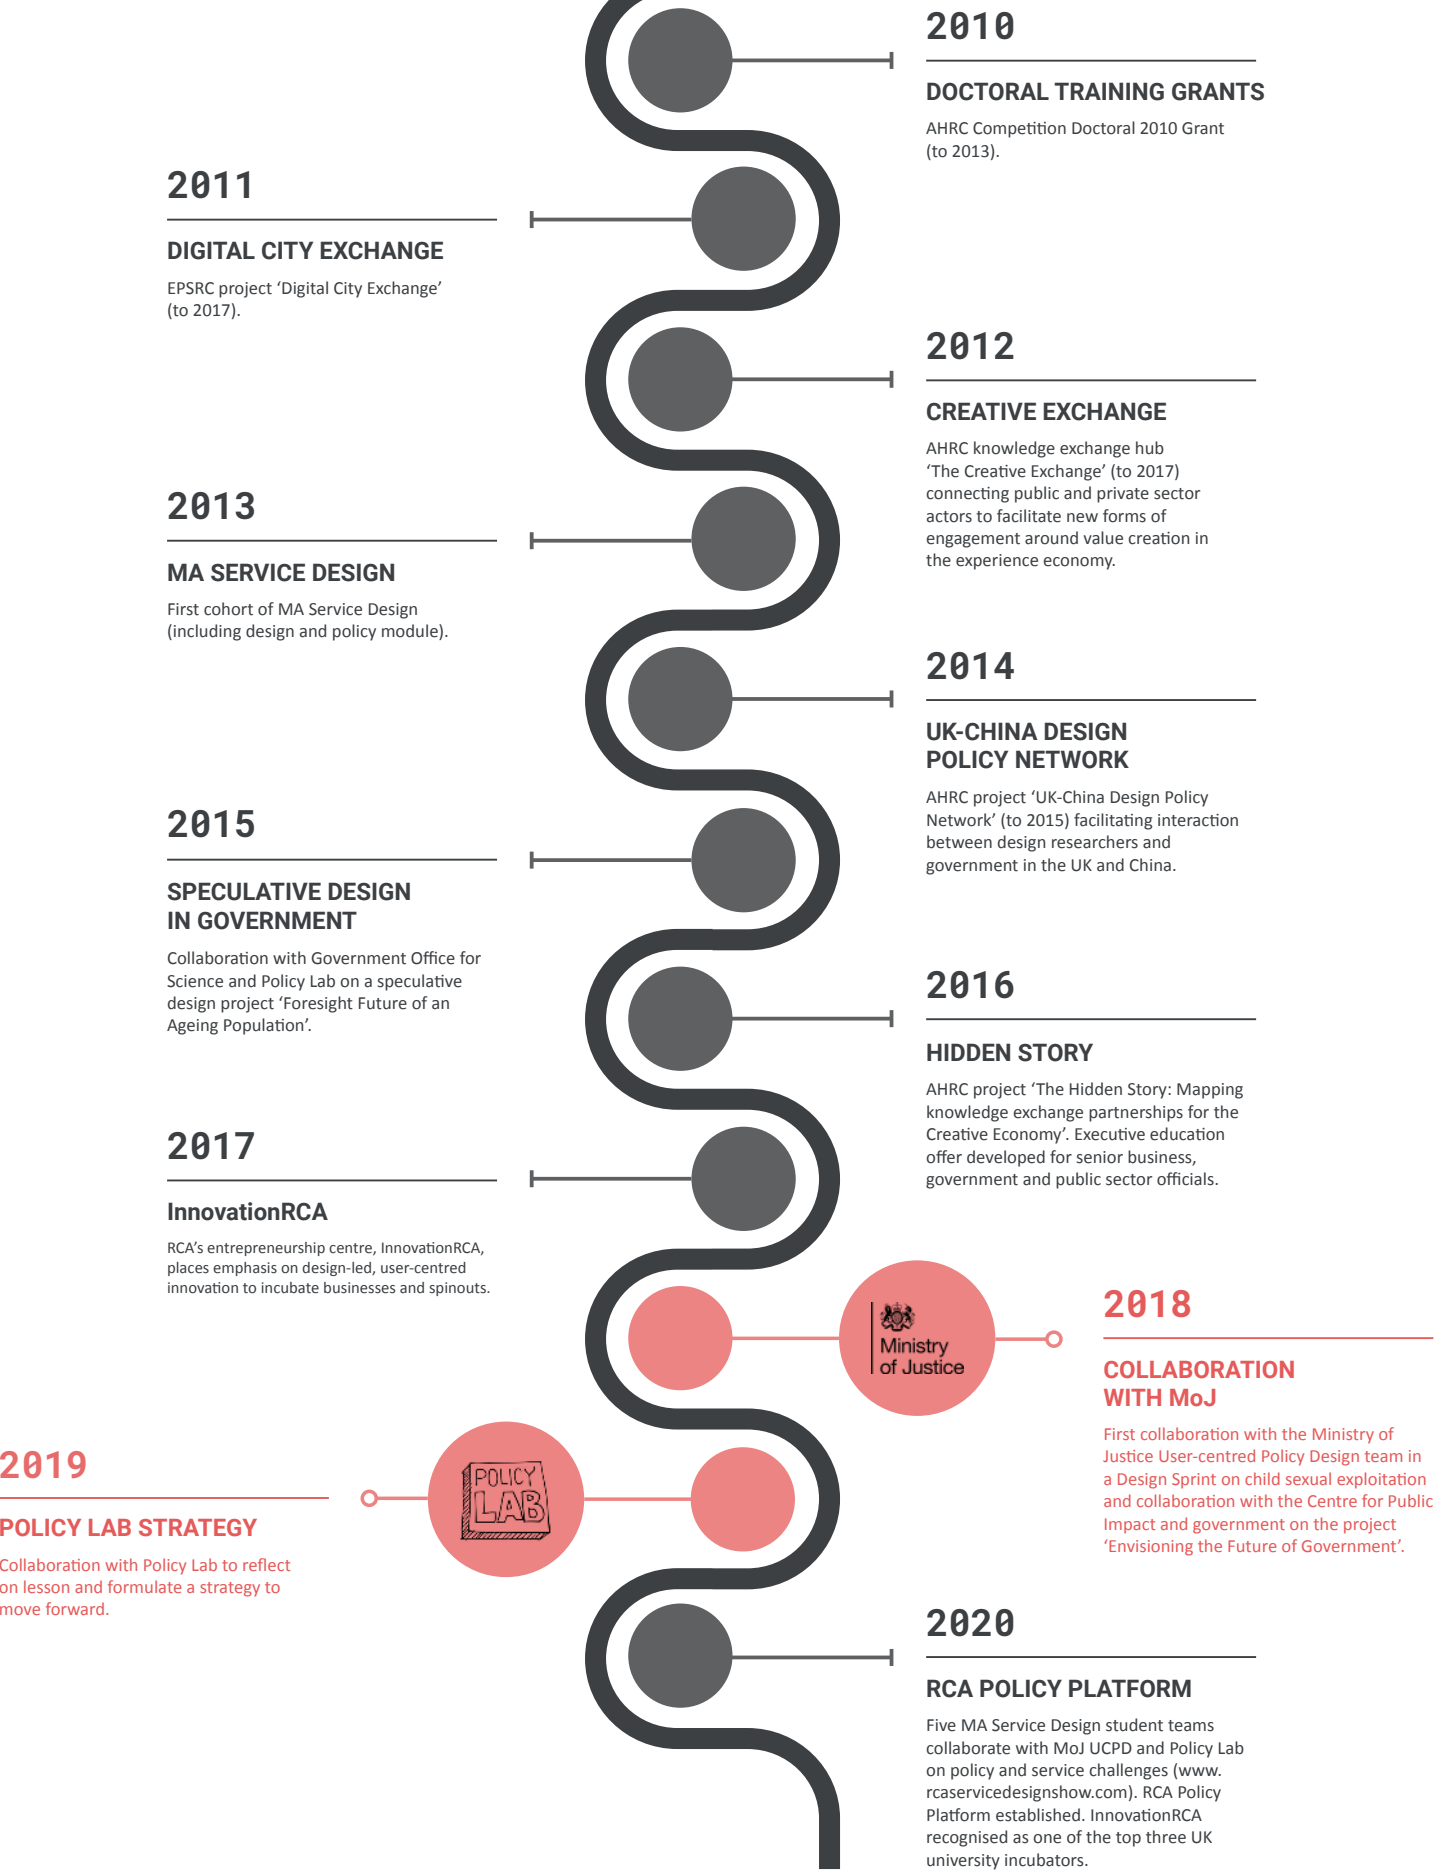 2010
DOCTORAL TRAINING GRANTS
AHRC Competition Doctoral 2010 Grant
(to 2013).
2011
DIGITAL CITY EXCHANGE
EPSRC project ‘Digital City Exchange’
(to 2017).
2012
CREATIVE EXCHANGE
AHRC knowledge exchange hub
‘The Creative Exchange’ (to 2017)
connecting public and private sector
actors to facilitate new forms of
engagement around value creation in
the experience economy.
2013
MA SERVICE DESIGN
First cohort of MA Service Design
(including design and policy module).
2014
UK-CHINA DESIGN
POLICY NETWORK
AHRC project ‘UK-China Design Policy
Network’ (to 2015) facilitating interaction
between design researchers and
government in the UK and China.
2015
SPECULATIVE DESIGN
IN GOVERNMENT
Collaboration with Government Office for
Science and Policy Lab on a speculative
design project ‘Foresight Future of an
Ageing Population’.
2016
HIDDEN STORY
AHRC project ‘The Hidden Story: Mapping
knowledge exchange partnerships for the
Creative Economy’. Executive education
offer developed for senior business,
government and public sector officials.
2017
InnovationRCA
RCA’s entrepreneurship centre, InnovationRCA,
places emphasis on design-led, user-centred
innovation to incubate businesses and spinouts.
Ministry
of Justice
2018
COLLABORATION
WITH MoJ
First collaboration with the Ministry of
Justice User-centred Policy Design team in
a Design Sprint on child sexual exploitation
and collaboration with the Centre for Public
Impact and government on the project
‘Envisioning the Future of Government’.
2019
POLICY LAB STRATEGY
Collaboration with Policy Lab to reflect
on lesson and formulate a strategy to
move forward.
POLICY
LAB
2020
RCA POLICY PLATFORM
Five MA Service Design student teams
collaborate with MoJ UCPD and Policy Lab
on policy and service challenges (www.
rcaservicedesignshow.com). RCA Policy
Platform established. InnovationRCA
recognised as one of the top three UK
university incubators.